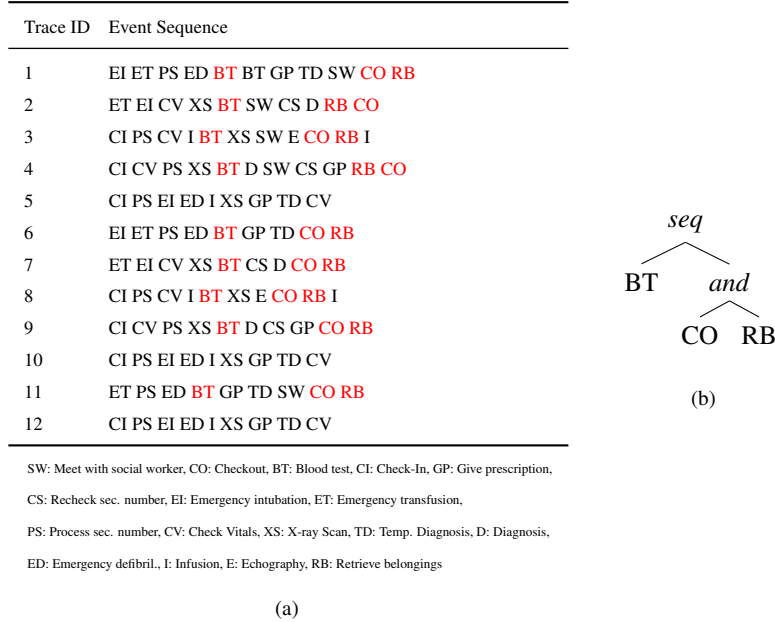 Trace ID Event Sequence
1 EI ET PS ED BT BT GP TD SW CO RB
2 ET EI CV XS BT SW CS D RB CO
3 CI PS CV I BT XS SW E CO RB I
4 CI CV PS XS BT D SW CS GP RB CO
5 CI PS EI ED I XS GP TD CV
6 EI ET PS ED BT GP TD CO RB
7 ET EI CV XS BT CS D CO RB
8 CI PS CV I BT XS E CO RB I
9 CI CV PS XS BT D CS GP CO RB
10 CI PS EI ED I XS GP TD CV
11 ET PS ED BT GP TD SW CO RB
12 CI PS EI ED I XS GP TD CV
SW: Meet with social worker, CO: Checkout, BT: Blood test, CI: Check-In, GP: Give prescription,
CS: Recheck sec. number, EI: Emergency intubation, ET: Emergency transfusion,
PS: Process sec. number, CV: Check Vitals, XS: X-ray Scan, TD: Temp. Diagnosis, D: Diagnosis,
ED: Emergency defibril., I: Infusion, E: Echography, RB: Retrieve belongings
(a)
seq
BT and
CO RB
(b)